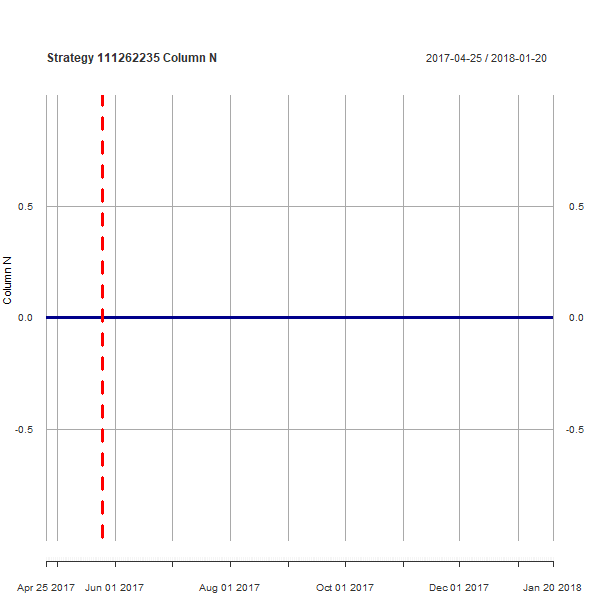 Strategy 111262235 Column N
2017-04-25 / 2018-01-20
0.5
0.5
Column N
0.0
0.0
-0.5
-0.5
Apr 25 2017
Jun 01 2017
Aug 01 2017
Oct 01 2017
Dec 01 2017
Jan 20 2018